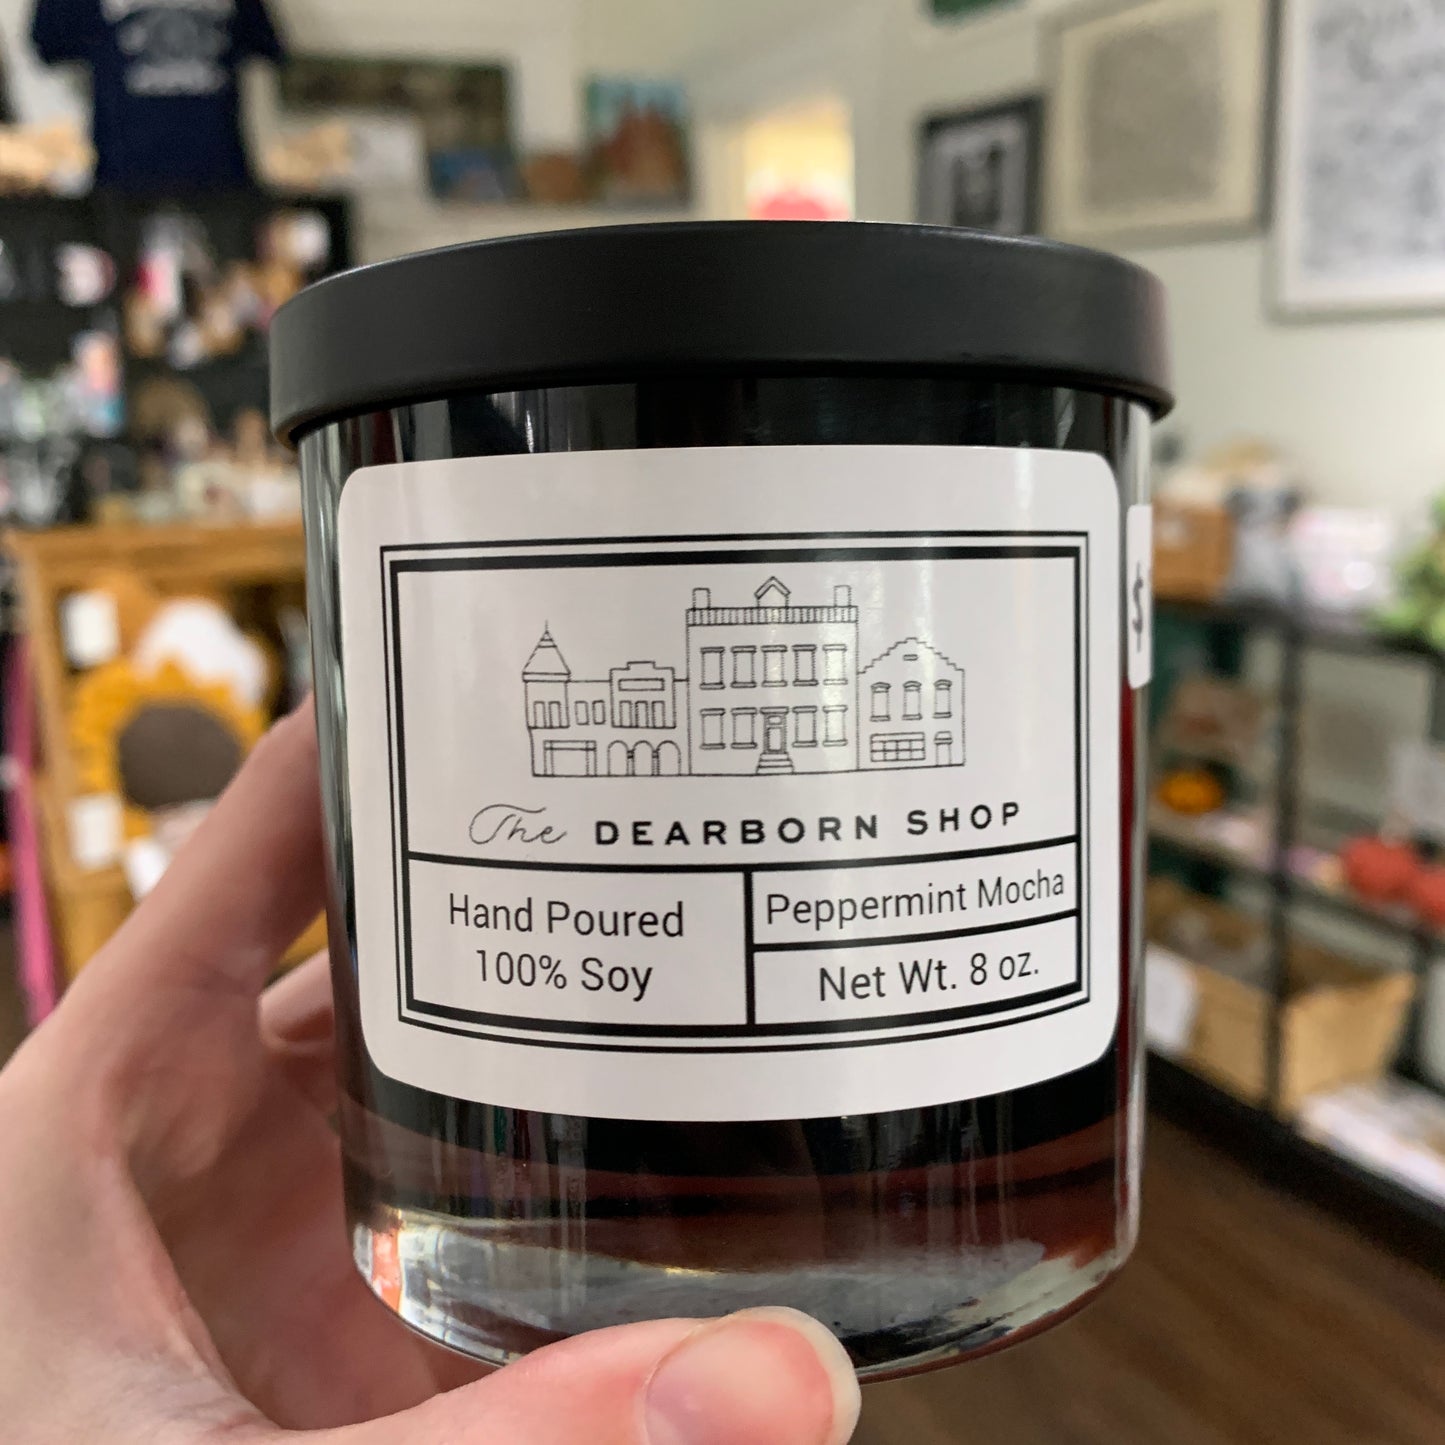 The DEARBORN SHOP
Hand Poured
100% Soy
Peppermint Mocha
Net Wt. 8 oz.
$